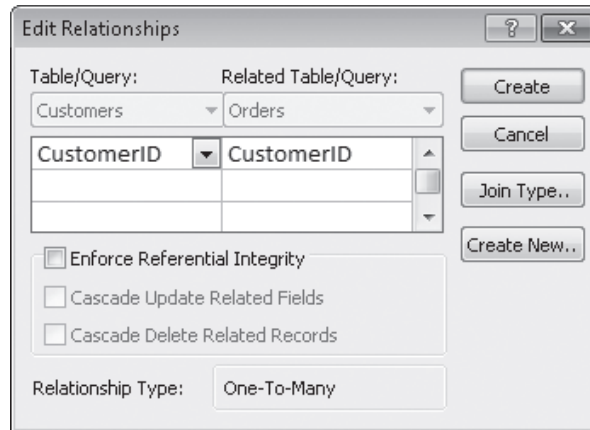 Edit Relationships
Table/Query: Related Table/Query:
Customers Orders
CustomerID CustomerID
Enforce Referential Integrity
Cascade Update Related Fields
Cascade Delete Related Records
Relationship Type: One-To-Many
Create
Cancel
Join Type..
Create New..